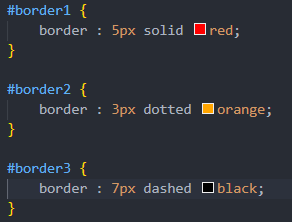 #border1 {
    border : 5px solid red;
}

#border2 {
    border : 3px dotted orange;
}

#border3 {
    border : 7px dashed black;
}